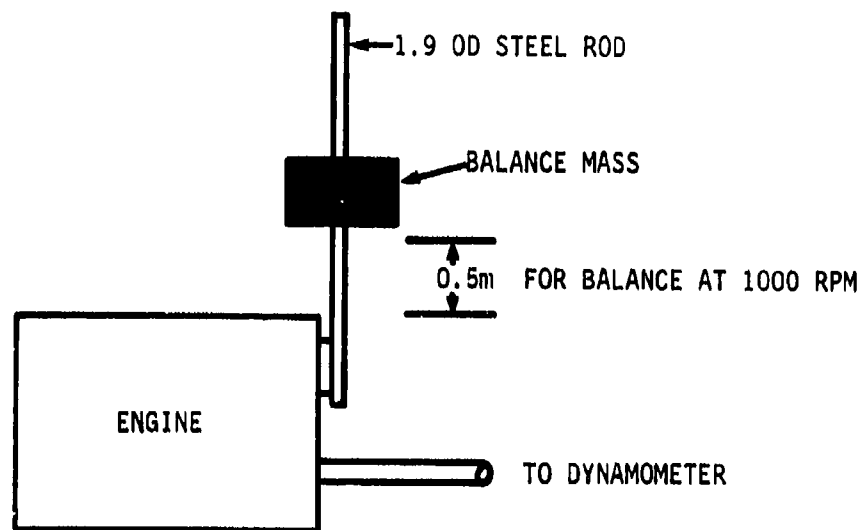 1.9 OD STEEL ROD
BALANCE MASS
0.5m FOR BALANCE AT 1000 RPM
ENGINE
TO DYNAMOMETER